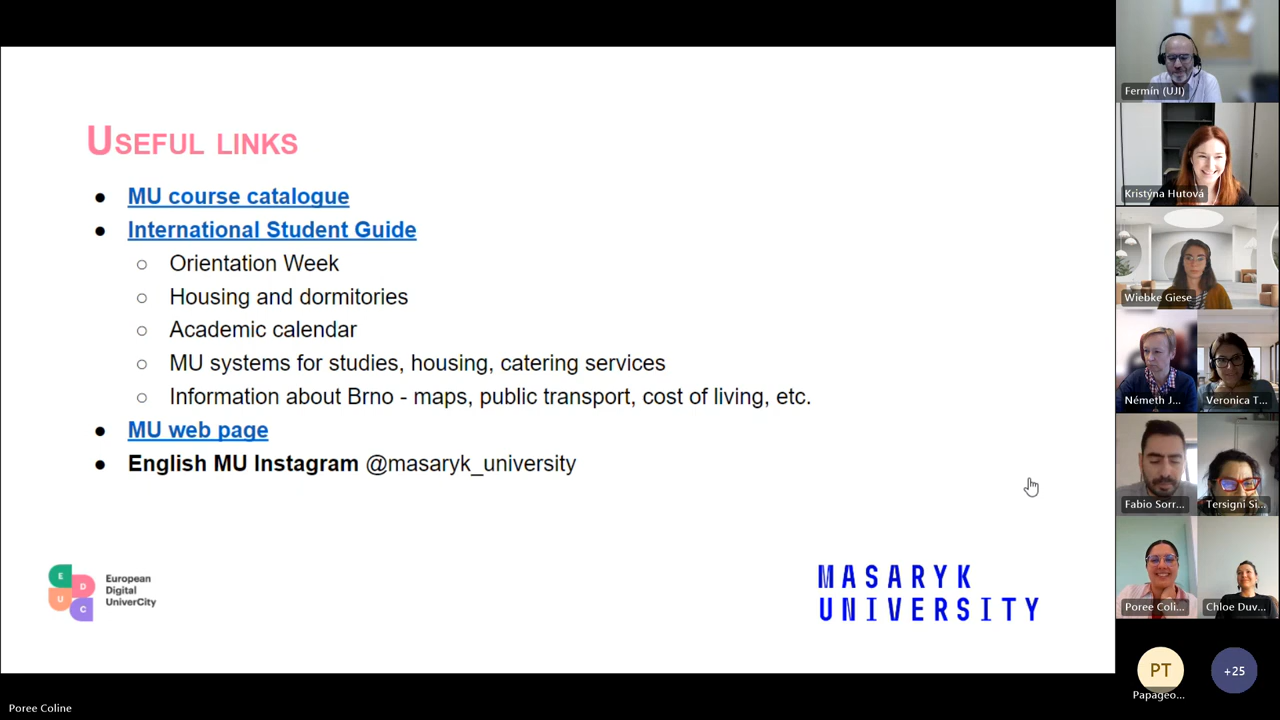 USEFUL LINKS
MU course catalogue
International Student Guide
Orientation Week
Housing and dormitories
Academic calendar
MU systems for studies, housing, catering services
Information about Brno - maps, public transport, cost of living, etc.
MU web page
English MU Instagram @masaryk_university
E
D
U
C
European
Digital
UniverCity
MASARYK
UNIVERSITY
Poree Coline
Fermín (UJI)
Kristýna Hutová
Wiebke Giese
Németh J...
Veronica T...
Fabio Sorr...
Tersigni Si...
Poree Coli...
Chloe Duv...
PT
Papageo...
+25